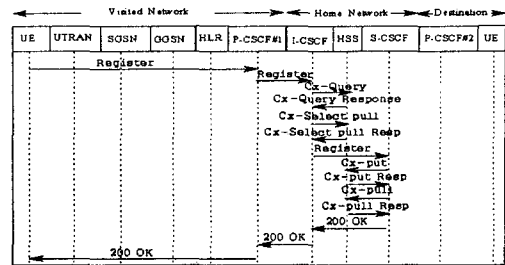 Visited Network Home Network Destination
UE UTRAN SGSN GGSN HLR P-CSCF#1 I-CSCF HSS S-CSCF P-CSCF#2 UE
Register
Register
Cx-Query
Cx-Query Response
Cx-Select pull
Cx-Select pull Resp
Register
Cx-put
Cx-put Resp
Cx-pull
Cx-pull Resp
200 OK
200 OK
200 OK